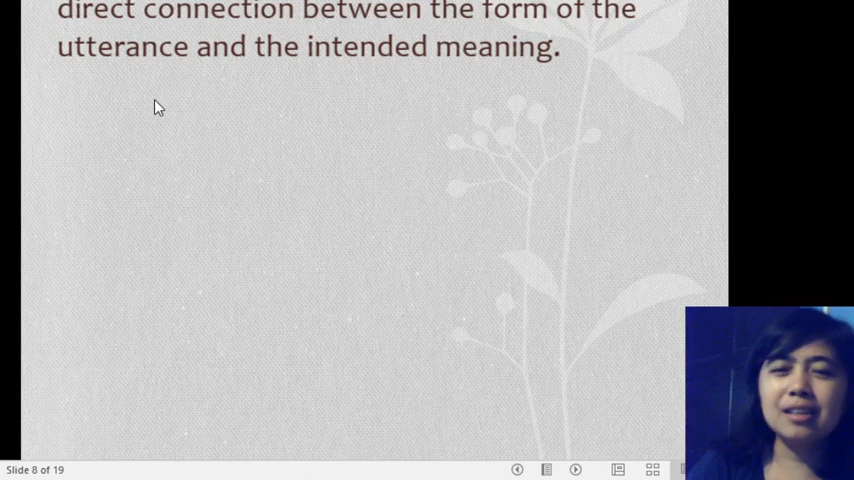 direct connection between the form of the
utterance and the intended meaning.
Slide 8 of 19